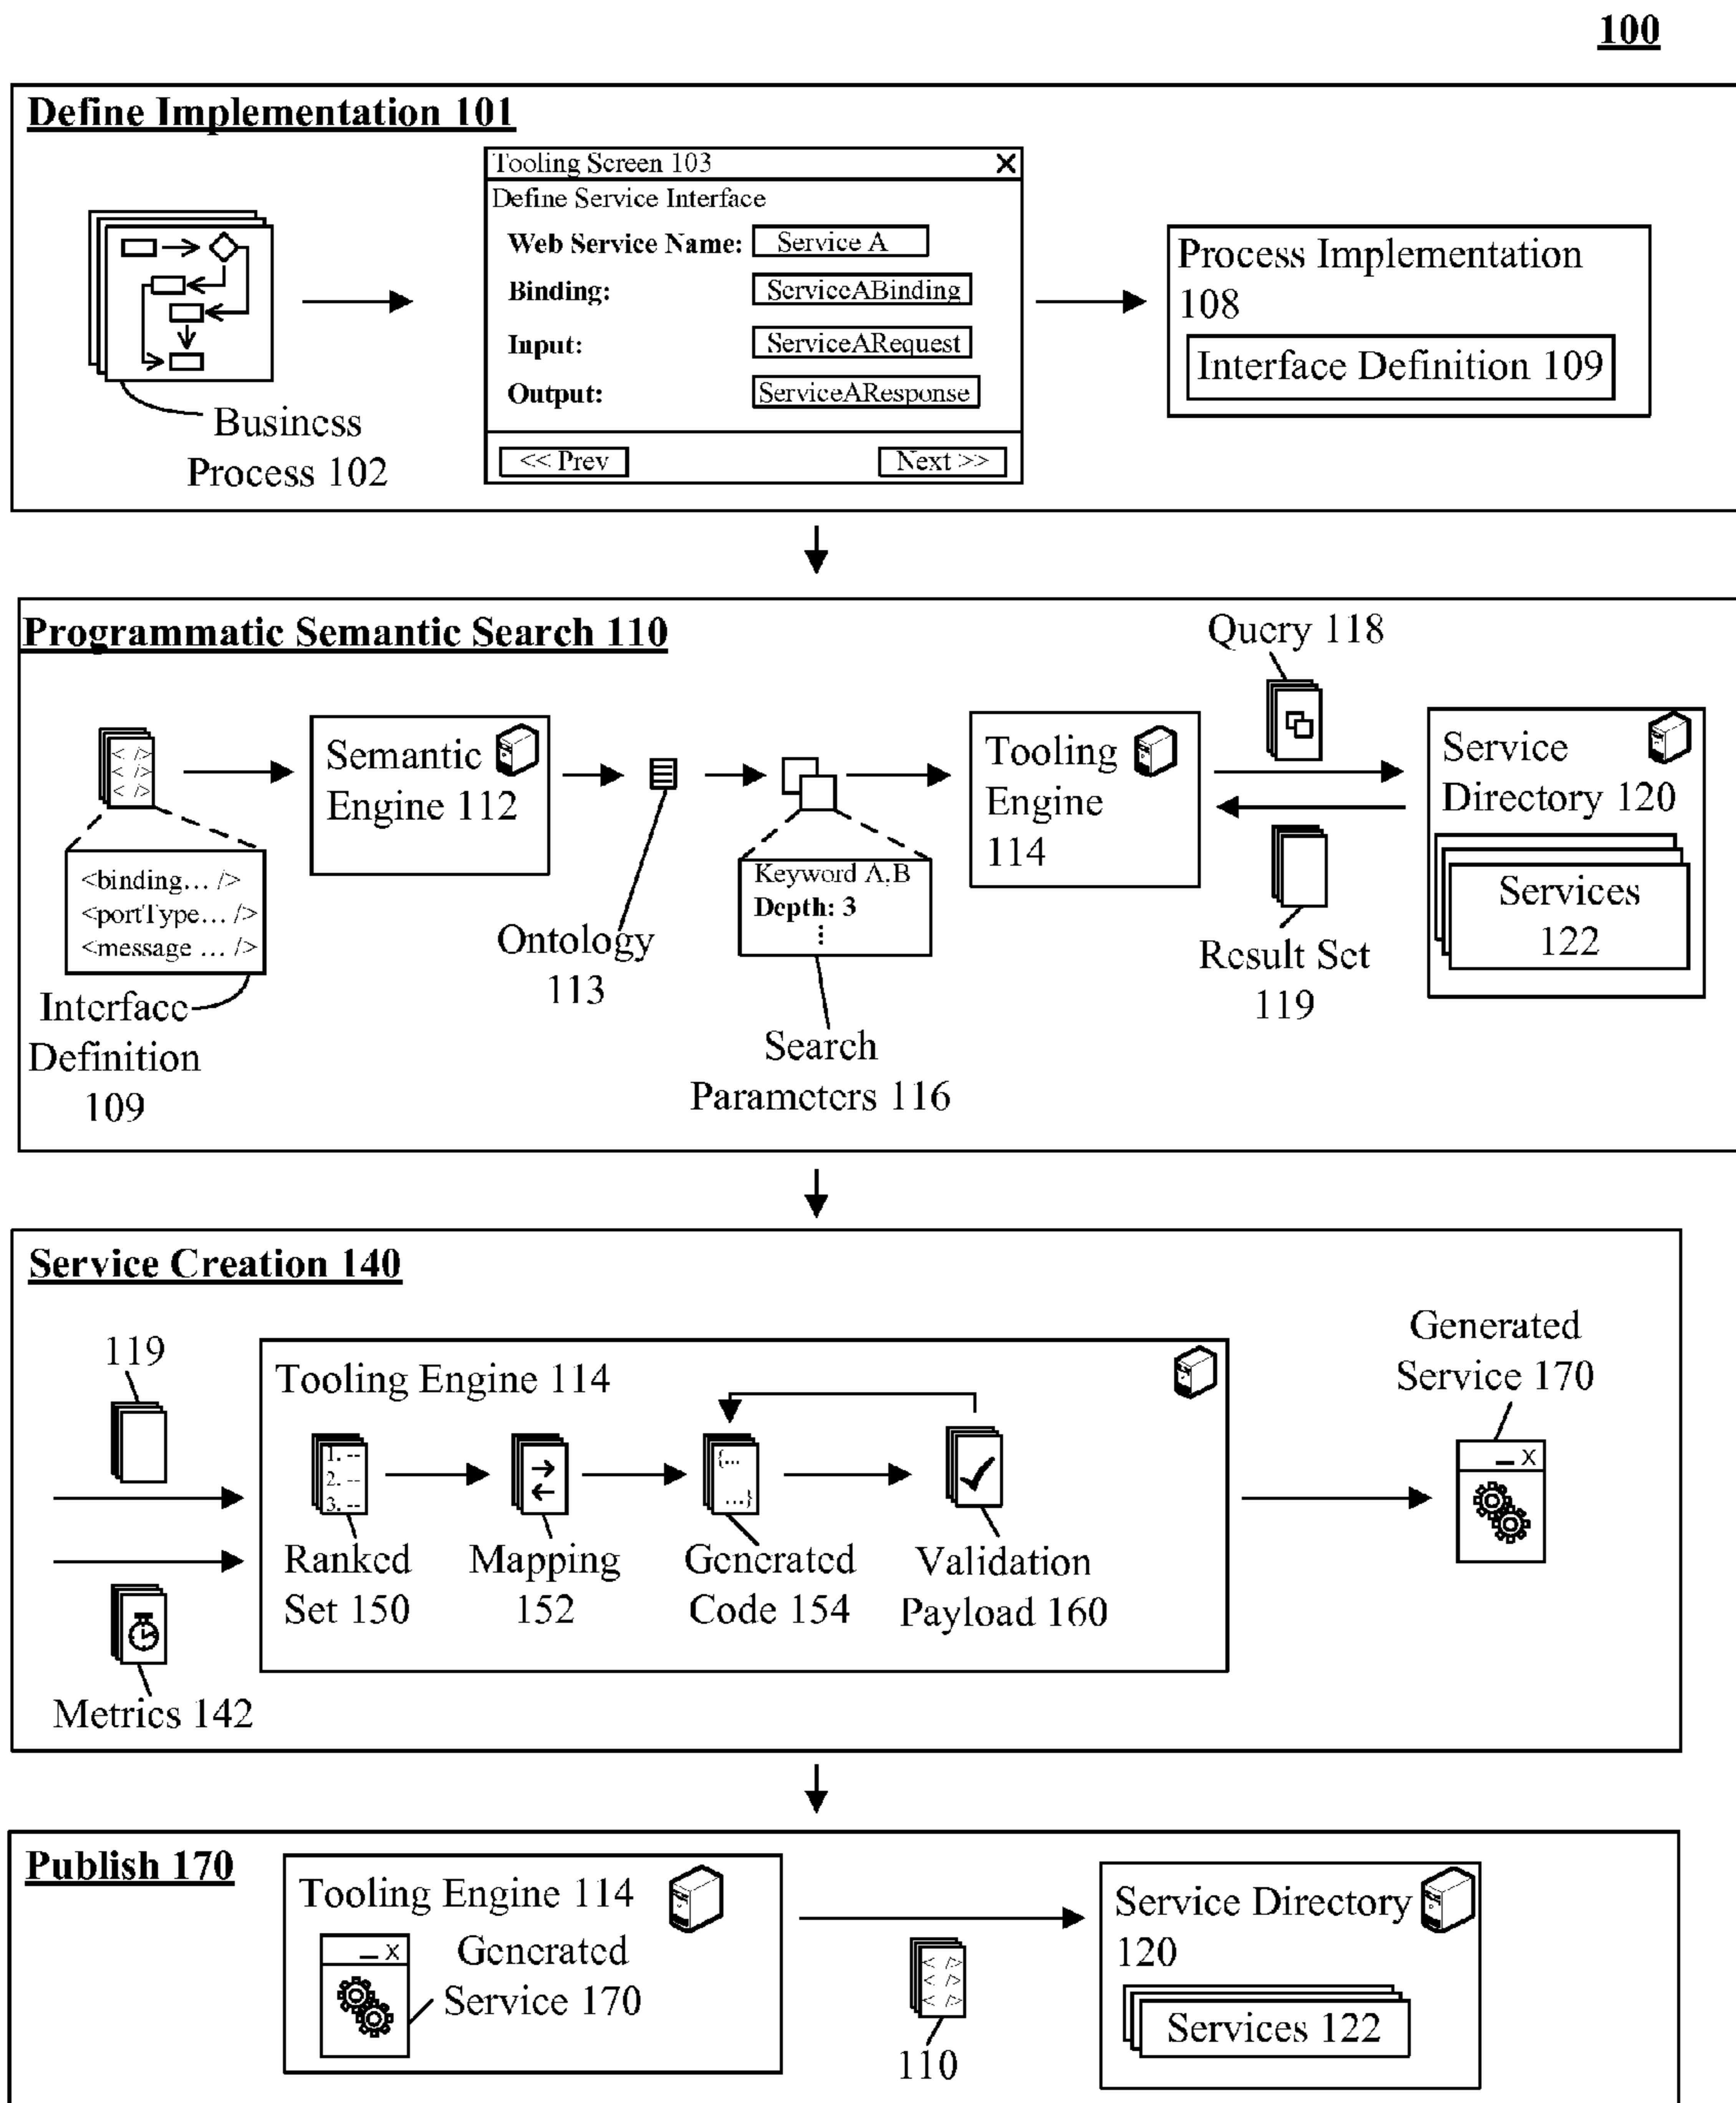 100
Define Implementation 101
Tooling Screen 103
X
Define Service Interface
Web Service Name:
Service A
Binding:
ServiceABinding
Input:
ServiceARequest
Output:
ServiceAResponse
<< Prev
Next >>
Business
Process 102
Process Implementation
108
Interface Definition 109
Programmatic Semantic Search 110
< />
< />
< />
<binding... />
<portType... />
<message ... />
Interface
Definition
109
Semantic
Engine 112
Ontology
113
Keyword A,B
Depth: 3
Search
Parameters 116
Tooling
Engine
114
Query 118
Result Set
119
Service
Directory 120
Services
122
Service Creation 140
119
Metrics 142
Tooling Engine 114
1. --
2. --
3. --
Ranked
Set 150
Mapping
152
{...
...}
Generated
Code 154
Validation
Payload 160
Generated
Service 170
_ X
Publish 170
Tooling Engine 114
_ X
Generated
Service 170
< />
< />
< />
110
Service Directory
120
Services 122